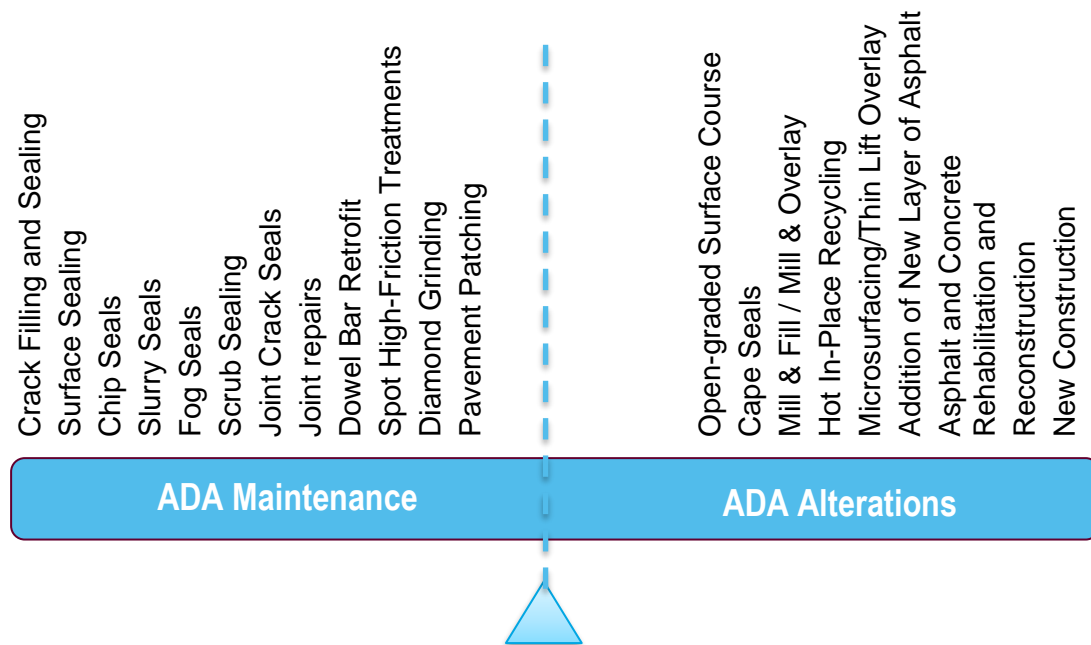 Crack Filling and Sealing
Surface Sealing
Chip Seals
Slurry Seals
Fog Seals
Scrub Sealing
Joint Crack Seals
Joint repairs
Dowel Bar Retrofit
Spot High-Friction Treatments
Diamond Grinding
Pavement Patching
Open-graded Surface Course
Cape Seals
Mill & Fill / Mill & Overlay
Hot In-Place Recycling
Microsurfacing/Thin Lift Overlay
Addition of New Layer of Asphalt
Asphalt and Concrete
Rehabilitation and
Reconstruction
New Construction
ADA Maintenance
ADA Alterations